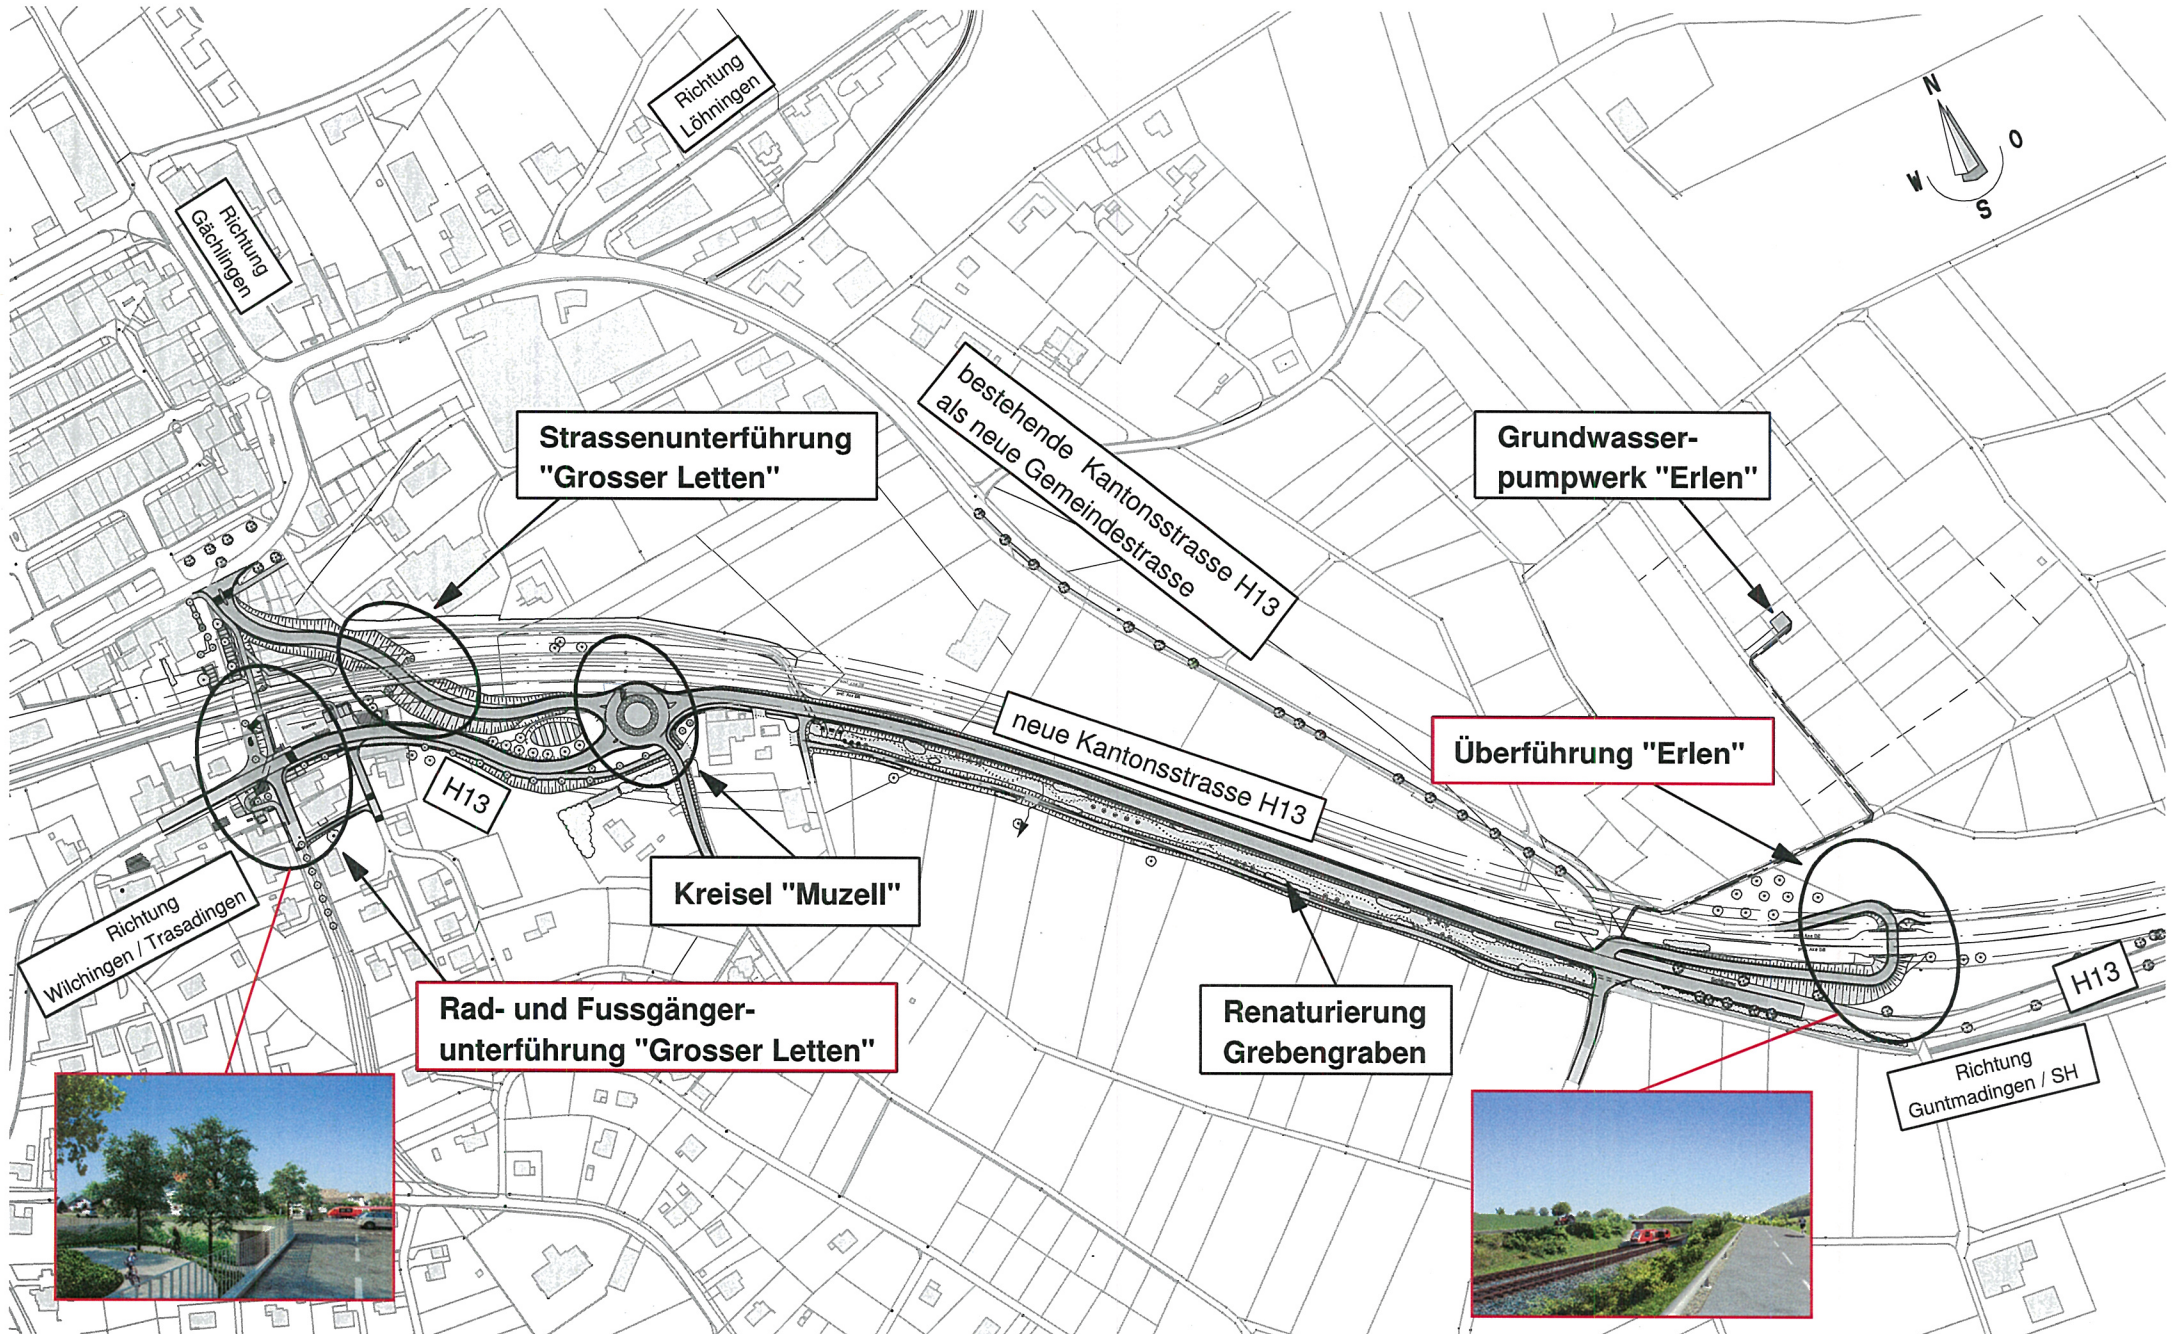 Richtung
Löhningen
N
O
W
S
Richtung
Gächlingen
bestehende Kantonsstrasse H13
als neue Gemeindestrasse
Strassenunterführung
"Grosser Letten"
Grundwasser-
pumpwerk "Erlen"
neue Kantonsstrasse H13
Überführung "Erlen"
H13
Kreisel "Muzell"
Richtung
Wilchingen / Trasadingen
Rad- und Fussgänger-
unterführung "Grosser Letten"
Renaturierung
Grebengraben
H13
Richtung
Guntmadingen / SH